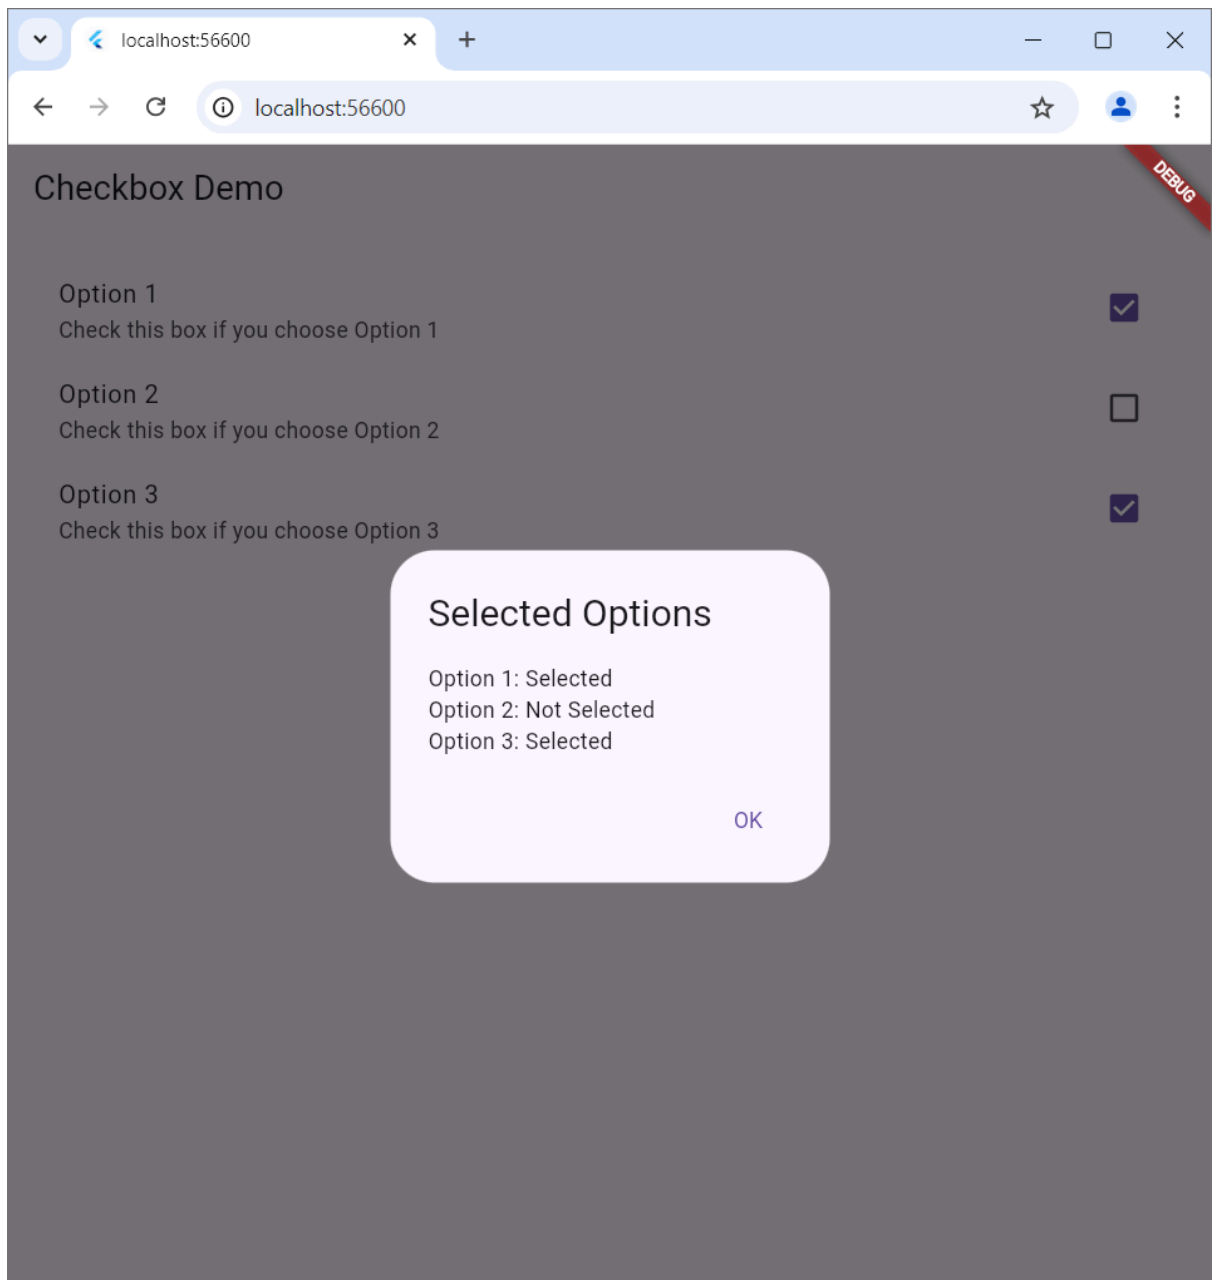 localhost:56600
localhost:56600
Checkbox Demo
DEBUG
Option 1
Check this box if you choose Option 1
Option 2
Check this box if you choose Option 2
Option 3
Check this box if you choose Option 3
Selected Options
Option 1: Selected
Option 2: Not Selected
Option 3: Selected
OK